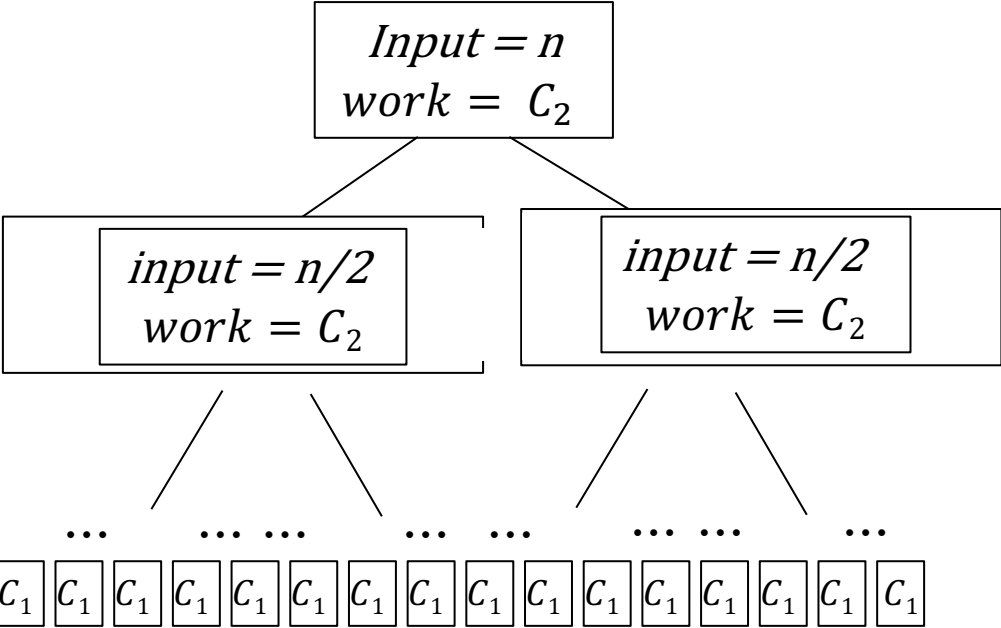 Input = n
work = C₂
input = n/2
work = C₂
input = n/2
work = C₂
... ... ... ... ... ... ... ...
C₁ C₁ C₁ C₁ C₁ C₁ C₁ C₁ C₁ C₁ C₁ C₁ C₁ C₁ C₁ C₁